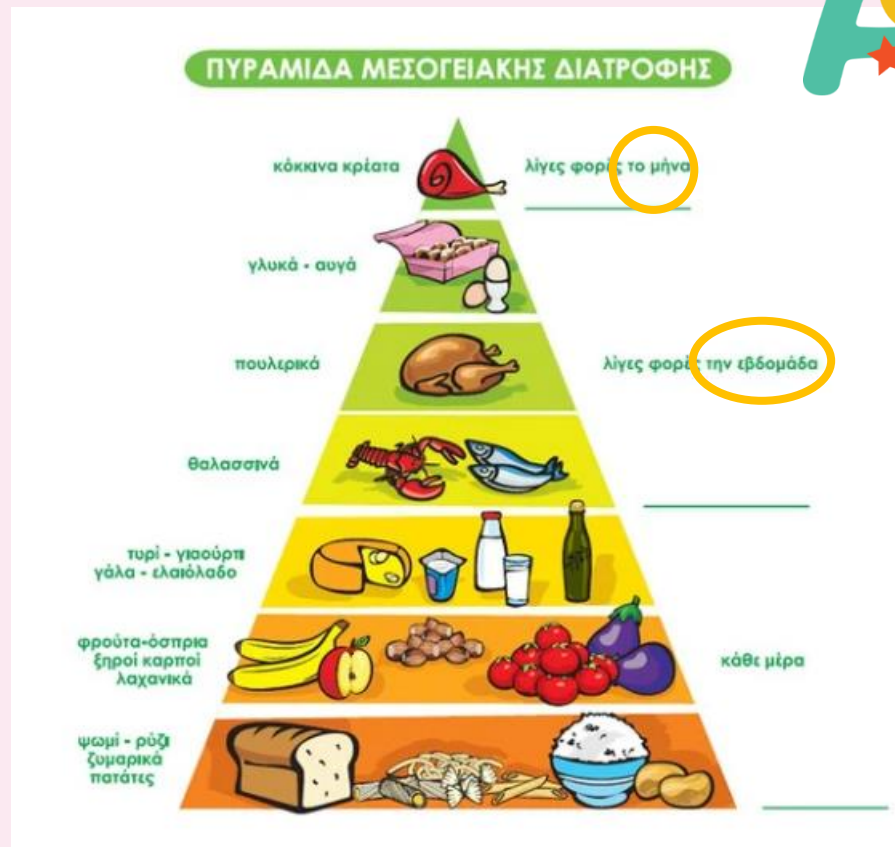 ΠΥΡΑΜΙΔΑ ΜΕΣΟΓΕΙΑΚΗΣ ΔΙΑΤΡΟΦΗΣ
κόκκινα κρέατα
λίγες φορές το μήνα
γλυκά - αυγά
πουλερικά
λίγες φορές την εβδομάδα
θαλασσινά
τυρί - γιαούρτι
γάλα - ελαιόλαδο
φρούτα-όσπρια
ξηροί καρποί
λαχανικά
κάθε μέρα
ψωμί - ρύζι
ζυμαρικά
πατάτες